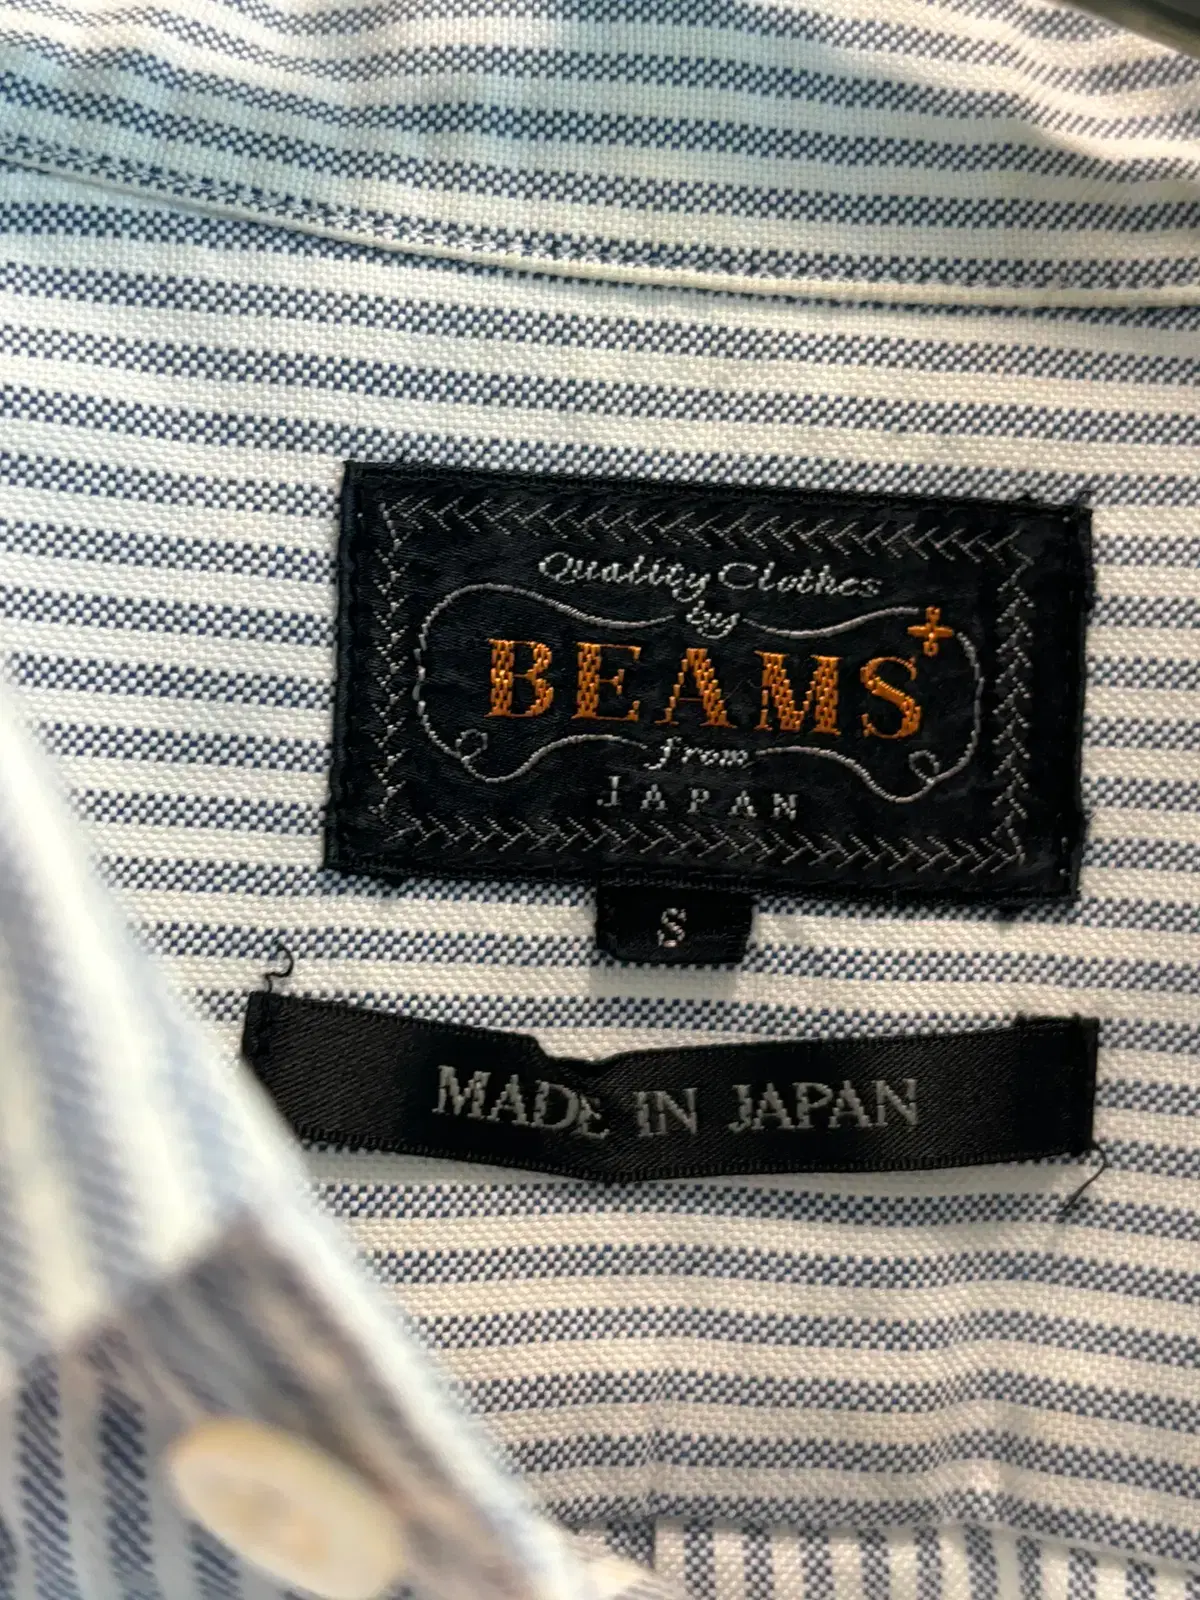 Quality Clothes
by
BEAMS+
from
JAPAN
S
MADE IN JAPAN